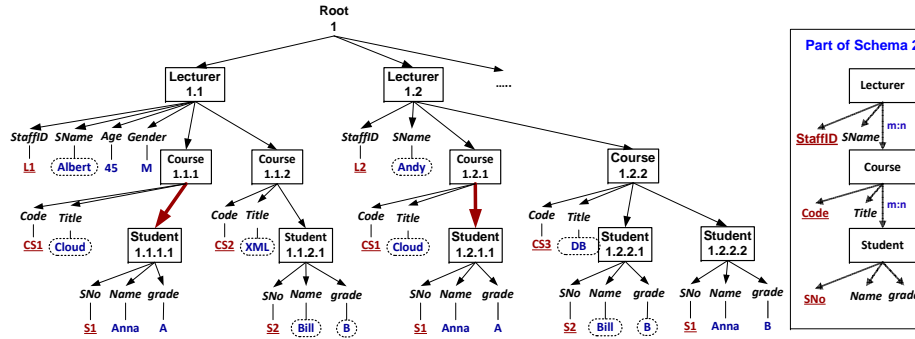 Root
1
Part of Schema 2
Lecturer
1.1
Lecturer
1.2
.....
Lecturer
StaffID SName Age Gender
StaffID SName
m:n
StaffID SName
L1 Albert 45 M
L2 Andy
Course
1.1.1
Course
1.1.2
Course
1.2.1
Course
1.2.2
Course
Code Title
Code Title
Code Title
Code Title
Code Title
m:n
CS1 Cloud
CS2 XML
CS1 Cloud
CS3 DB
Student
1.1.1.1
Student
1.1.2.1
Student
1.2.1.1
Student
1.2.2.1
Student
1.2.2.2
Student
SNo Name grade
SNo Name grade
SNo Name grade
SNo Name grade
SNo Name grade
SNo Name grade
S1 Anna A
S2 Bill B
S1 Anna A
S2 Bill B
S1 Anna B